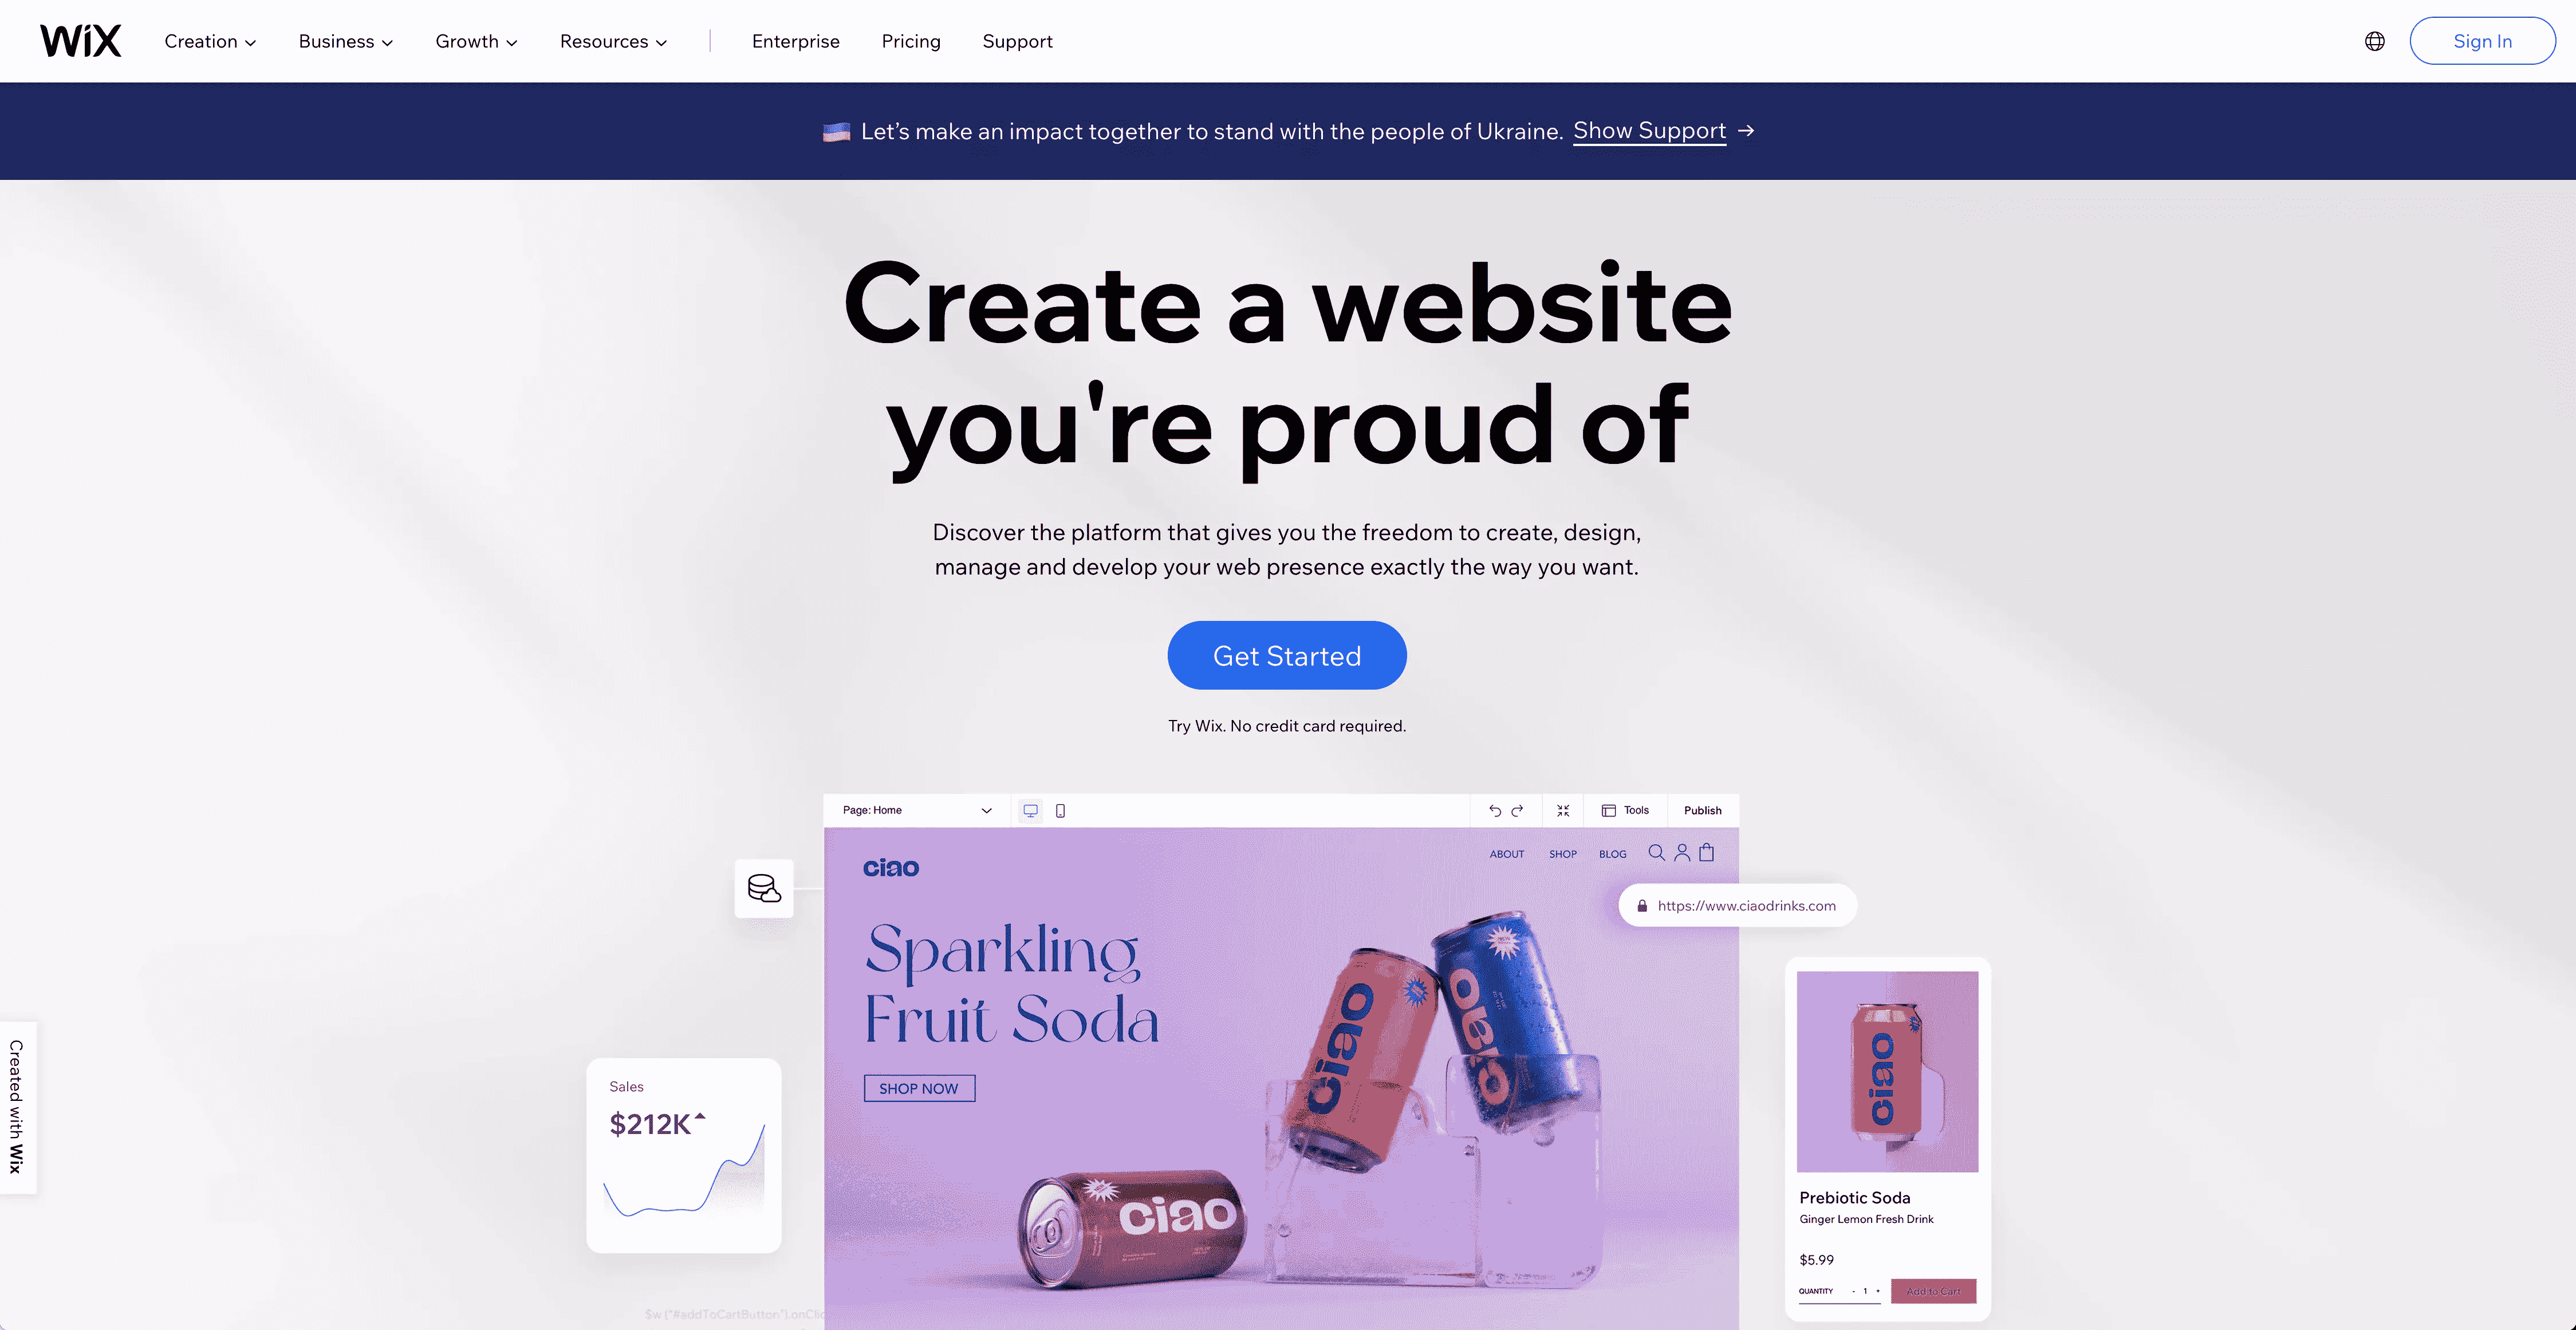 WiX
Creation
Business
Growth
Resources
Enterprise
Pricing
Support
Sign In
Let's make an impact together to stand with the people of Ukraine. Show Support →
Create a website
you're proud of
Discover the platform that gives you the freedom to create, design,
manage and develop your web presence exactly the way you want.
Get Started
Try Wix. No credit card required.
Page: Home
Tools
Publish
ciao
ABOUT
SHOP
BLOG
https://www.ciaodrinks.com
Sparkling
Fruit Soda
SHOP NOW
ciao
ciao
ciao
ciao
Created with Wix
Sales
$212K
Prebiotic Soda
Ginger Lemon Fresh Drink
$5.99
QUANTITY - 1 +
Add to Cart
$w("#addToCartButton").onClic